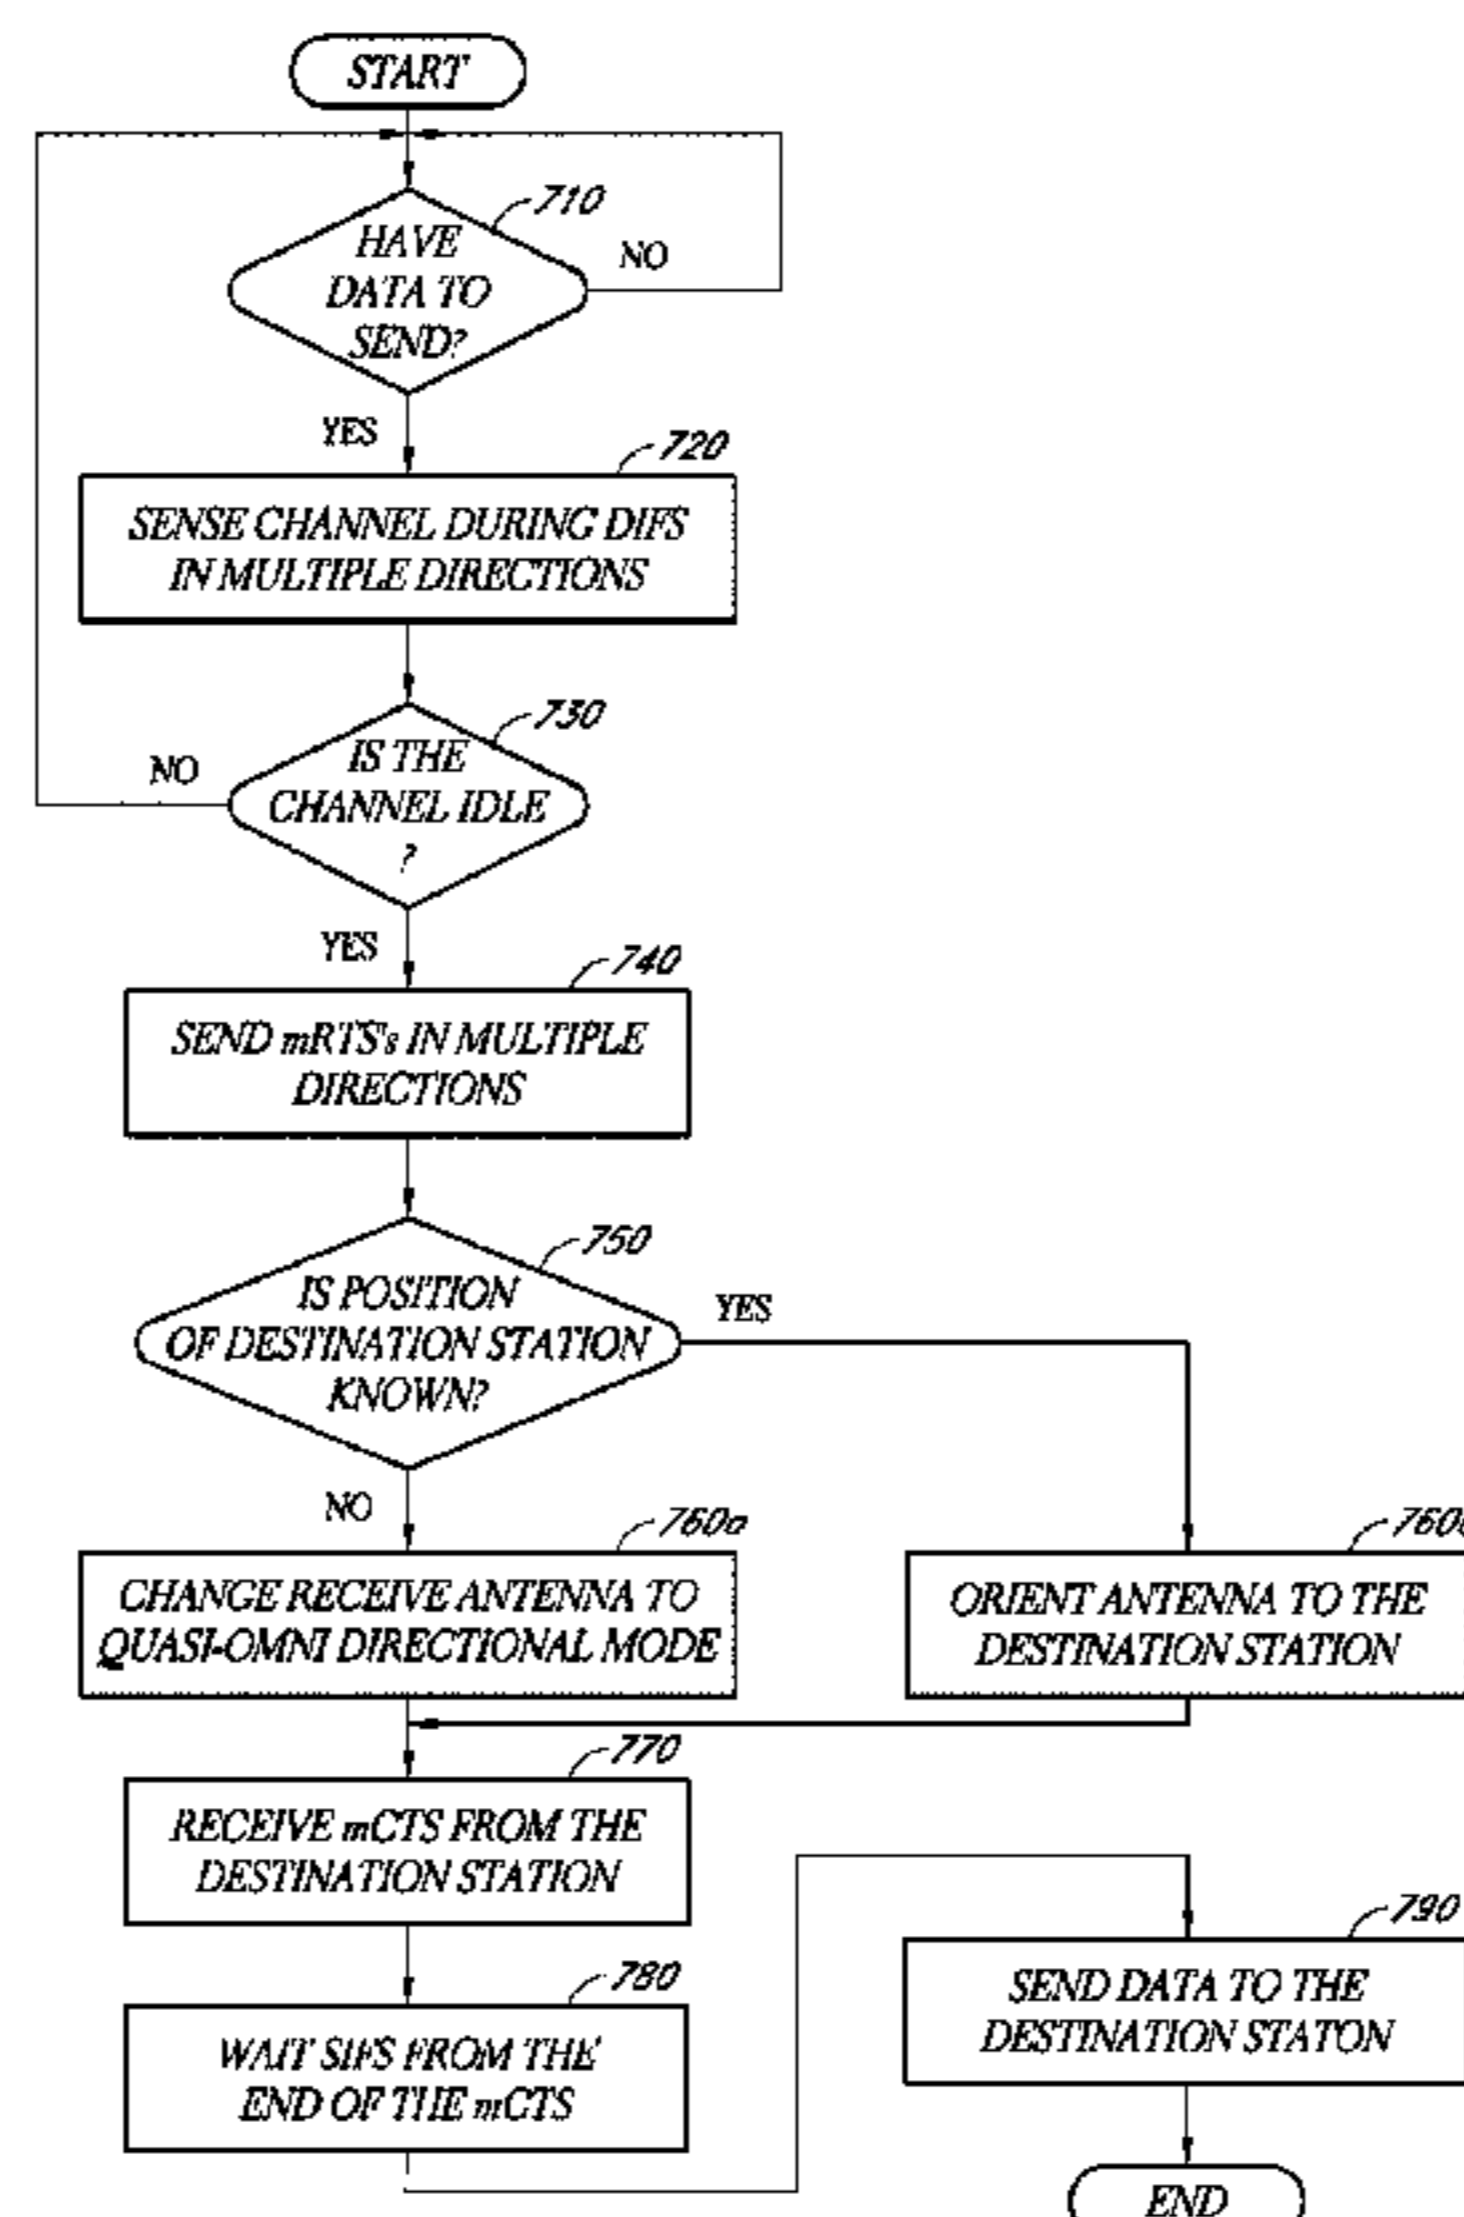 START
710
HAVE
DATA TO
SEND?
NO
YES
720
SENSE CHANNEL DURING DIFS
IN MULTIPLE DIRECTIONS
730
IS THE
CHANNEL IDLE
?
NO
YES
740
SEND mRTS's IN MULTIPLE
DIRECTIONS
750
IS POSITION
OF DESTINATION STATION
KNOWN?
YES
NO
760a
CHANGE RECEIVE ANTENNA TO
QUASI-OMNI DIRECTIONAL MODE
ORIENT ANTENNA TO THE
DESTINATION STATION
770
RECEIVE mCTS FROM THE
DESTINATION STATION
780
WAIT SIFS FROM THE
END OF THE mCTS
790
SEND DATA TO THE
DESTINATION STATON
END